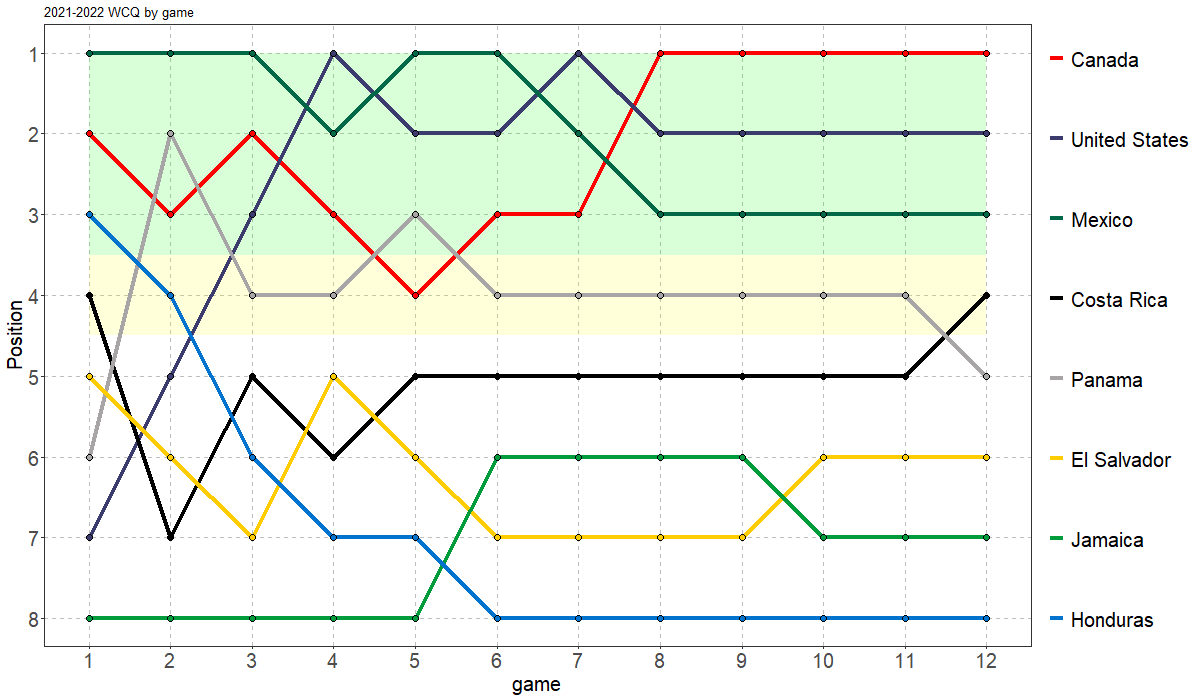 2021-2022 WCQ by game
Position
1
2
3
4
5
6
7
8
1 2 3 4 5 6 7 8 9 10 11 12
game
Canada
United States
Mexico
Costa Rica
Panama
El Salvador
Jamaica
Honduras